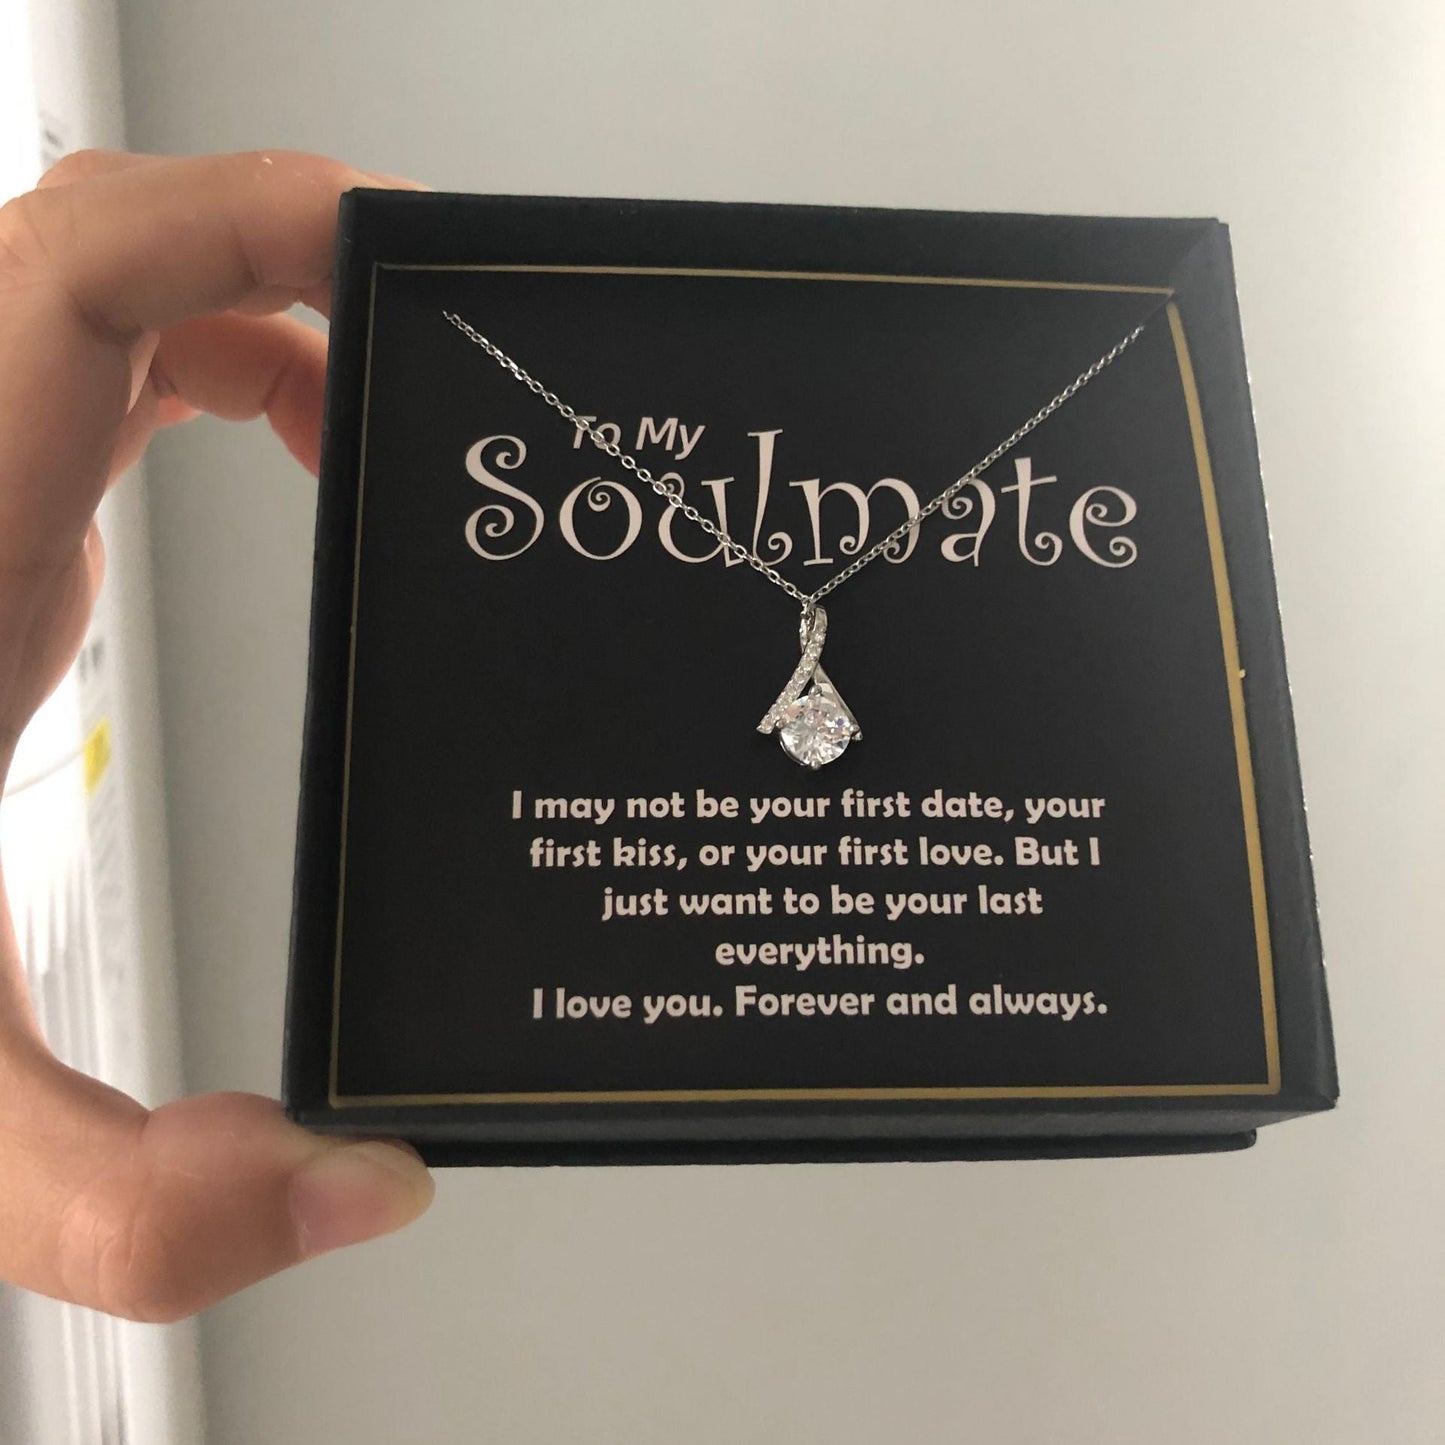 To My
Soulmate
I may not be your first date, your
first kiss, or your first love. But I
just want to be your last
everything.
I love you. Forever and always.